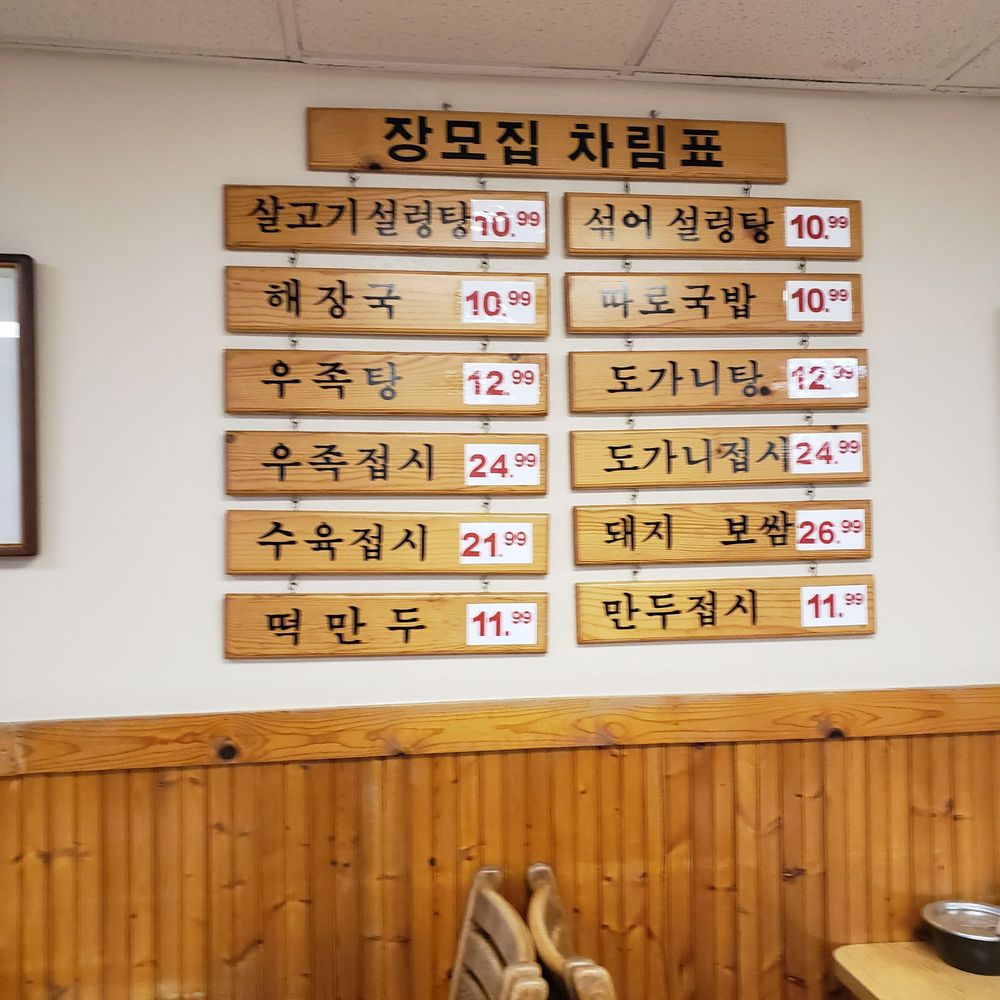 장모집 차림표
살고기설렁탕 10.99
섞어 설렁탕 10.99
해장국 10.99
따로국밥 10.99
우족탕 12.99
도가니탕 12.99
우족접시 24.99
도가니접시 24.99
수육접시 21.99
돼지 보쌈 26.99
떡만두 11.99
만두접시 11.99